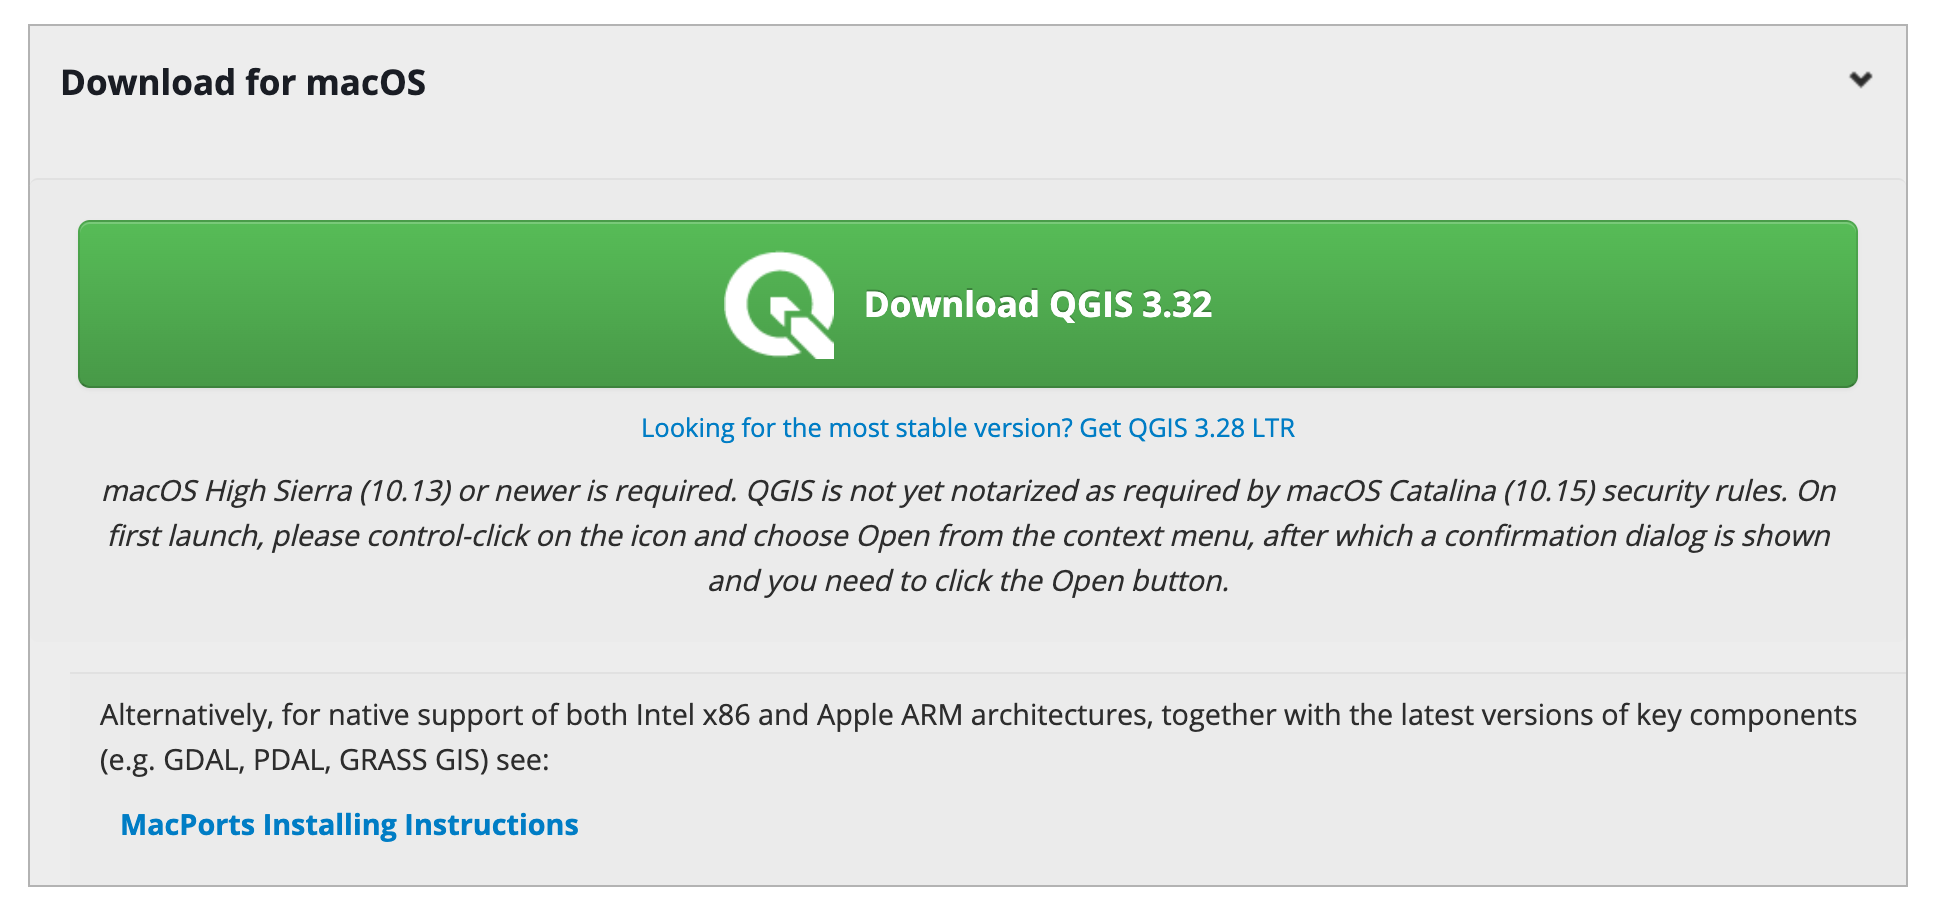 Download for macOS
Download QGIS 3.32
Looking for the most stable version? Get QGIS 3.28 LTR
macOS High Sierra (10.13) or newer is required. QGIS is not yet notarized as required by macOS Catalina (10.15) security rules. On
first launch, please control-click on the icon and choose Open from the context menu, after which a confirmation dialog is shown
and you need to click the Open button.
Alternatively, for native support of both Intel x86 and Apple ARM architectures, together with the latest versions of key components
(e.g. GDAL, PDAL, GRASS GIS) see:
MacPorts Installing Instructions